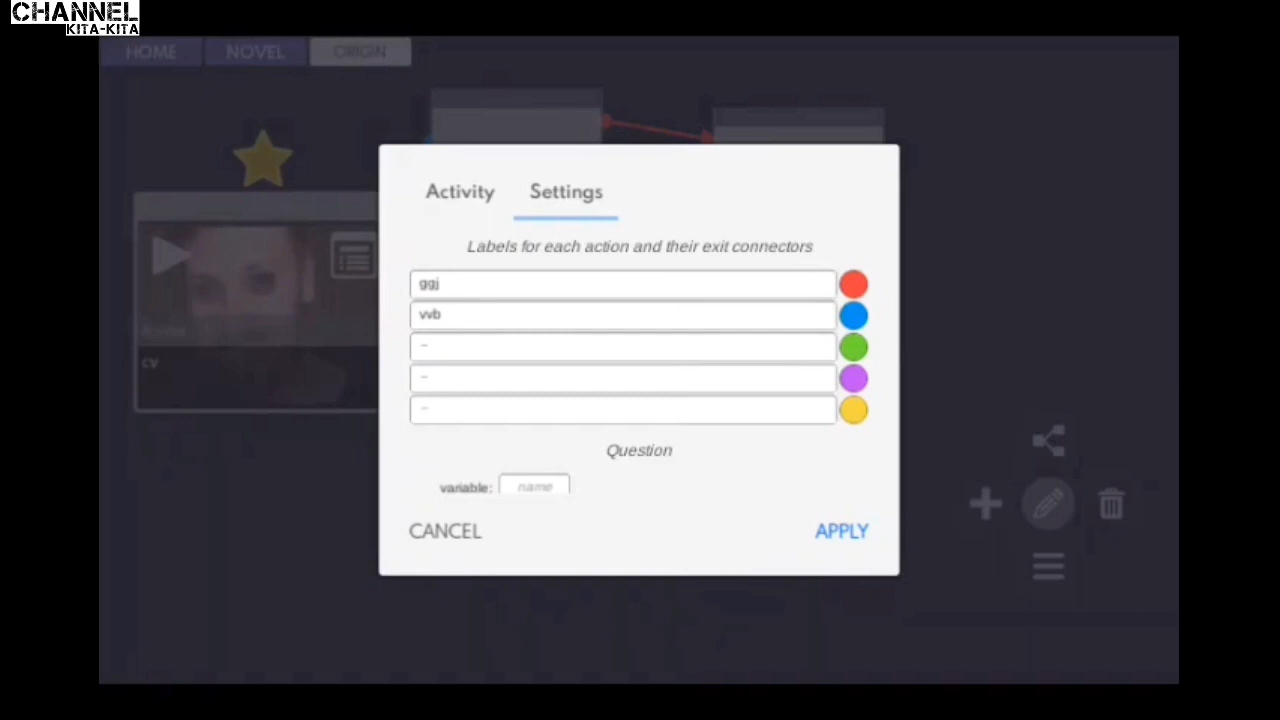 CHANNEL
KITA-KITA
HOME
NOVEL
ORIGIN
Activity
Settings
Labels for each action and their exit connectors
ggj
vvb
Question
variable:
name
CANCEL
APPLY
cv